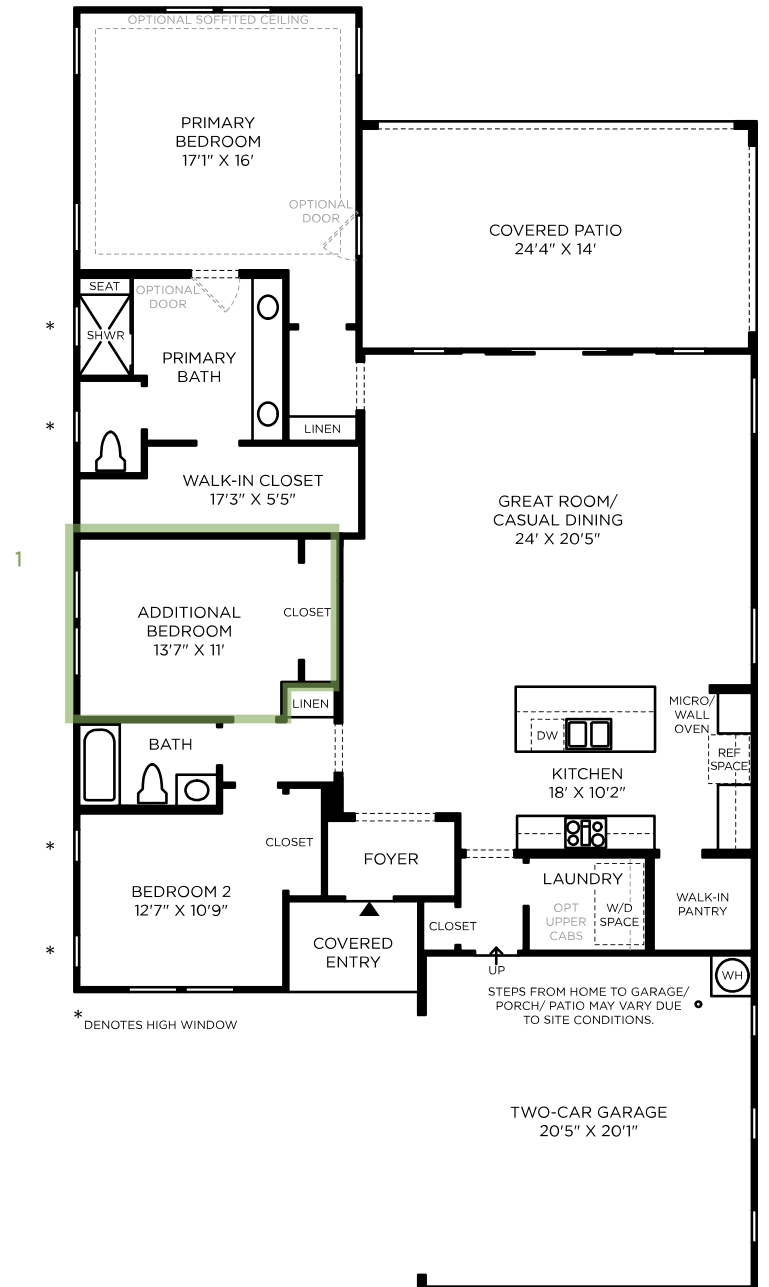 OPTIONAL SOFFITED CEILING
PRIMARY
BEDROOM
17'1" X 16'
OPTIONAL
DOOR
COVERED PATIO
24'4" X 14'
SEAT
OPTIONAL
DOOR
*
SHWR
PRIMARY
BATH
*
LINEN
WALK-IN CLOSET
17'3" X 5'5"
GREAT ROOM/
CASUAL DINING
24' X 20'5"
1
ADDITIONAL
BEDROOM
13'7" X 11'
CLOSET
LINEN
MICRO/
WALL
OVEN
DW
REF
SPACE
BATH
KITCHEN
18' X 10'2"
*
CLOSET
FOYER
BEDROOM 2
12'7" X 10'9"
LAUNDRY
OPT
UPPER
CABS
W/D
SPACE
WALK-IN
PANTRY
*
COVERED
ENTRY
CLOSET
UP
WH
STEPS FROM HOME TO GARAGE/
PORCH/ PATIO MAY VARY DUE
TO SITE CONDITIONS.
*DENOTES HIGH WINDOW
TWO-CAR GARAGE
20'5" X 20'1"